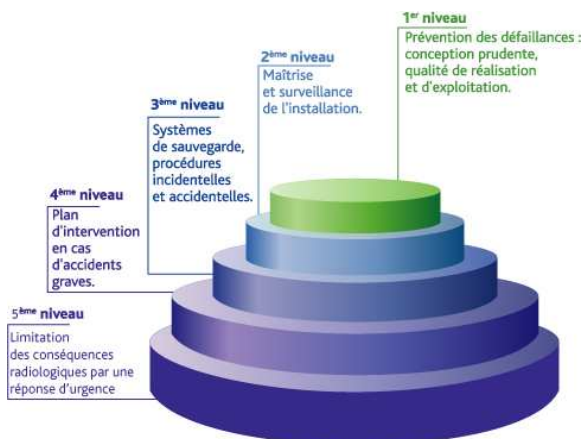 1er niveau
Prévention des défaillances :
conception prudente,
qualité de réalisation
et d'exploitation.
2ème niveau
Maîtrise
et surveillance
de l'installation.
3ème niveau
Systèmes
de sauvegarde,
procédures
incidentelles
et accidentelles.
4ème niveau
Plan
d'intervention
en cas
d'accidents
graves.
5ème niveau
Limitation
des conséquences
radiologiques par une
réponse d'urgence